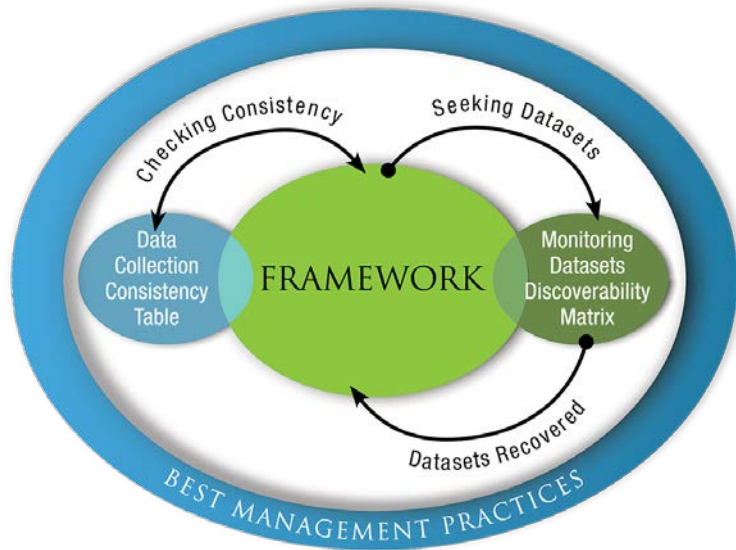 Checking Consistency
Seeking Datasets
Data
Collection
Consistency
Table
FRAMEWORK
Monitoring
Datasets
Discoverability
Matrix
Datasets Recovered
BEST MANAGEMENT PRACTICES